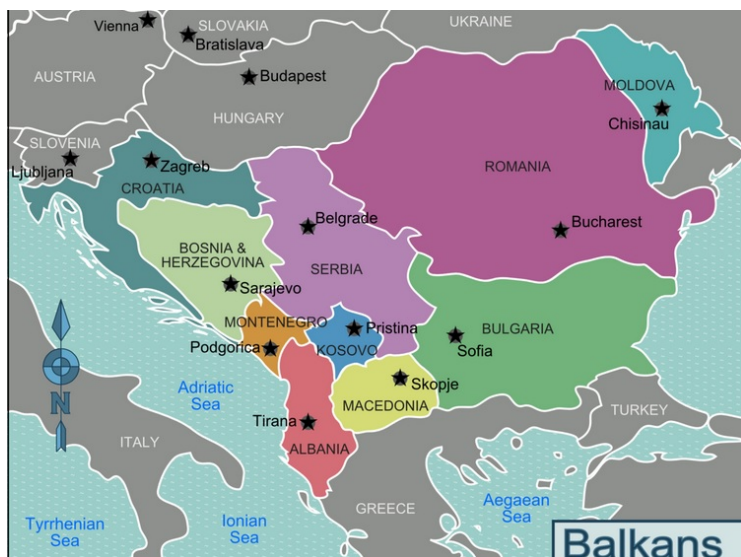 UKRAINE
Vienna
SLOVAKIA
Bratislava
AUSTRIA
Budapest
MOLDOVA
HUNGARY
Chisinau
SLOVENIA
Ljubljana
Zagreb
ROMANIA
CROATIA
Belgrade
Bucharest
BOSNIA &
HERZEGOVINA
SERBIA
Sarajevo
MONTENEGRO
Pristina
BULGARIA
Podgorica
KOSOVO
Sofia
Adriatic
Sea
Skopje
MACEDONIA
TURKEY
N
Tirana
ITALY
ALBANIA
GREECE
Aegaean
Sea
Tyrrhenian
Sea
Ionian
Sea
Balkans